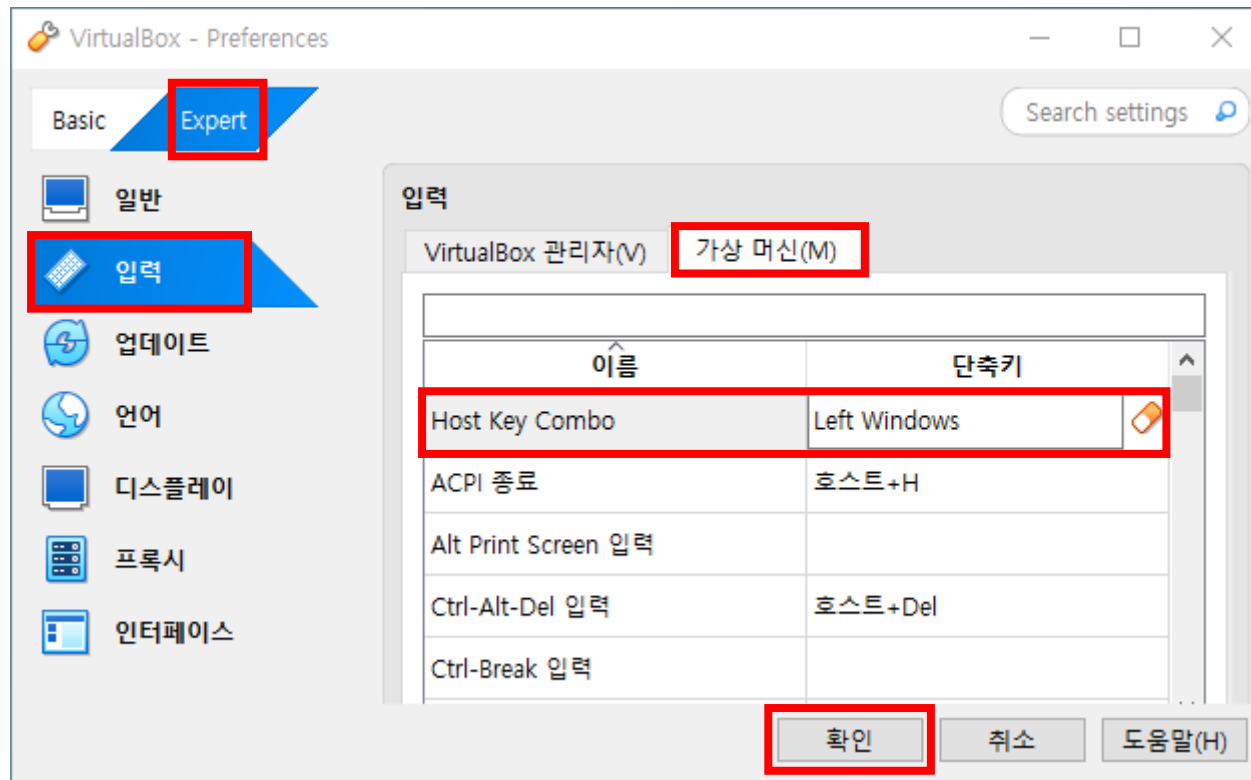 VirtualBox - Preferences
Basic
Expert
Search settings
일반
입력
업데이트
언어
디스플레이
프록시
인터페이스
입력
VirtualBox 관리자(V)
가상 머신(M)
이름 단축키
Host Key Combo Left Windows
ACPI 종료 호스트+H
Alt Print Screen 입력
Ctrl-Alt-Del 입력 호스트+Del
Ctrl-Break 입력
확인 취소 도움말(H)